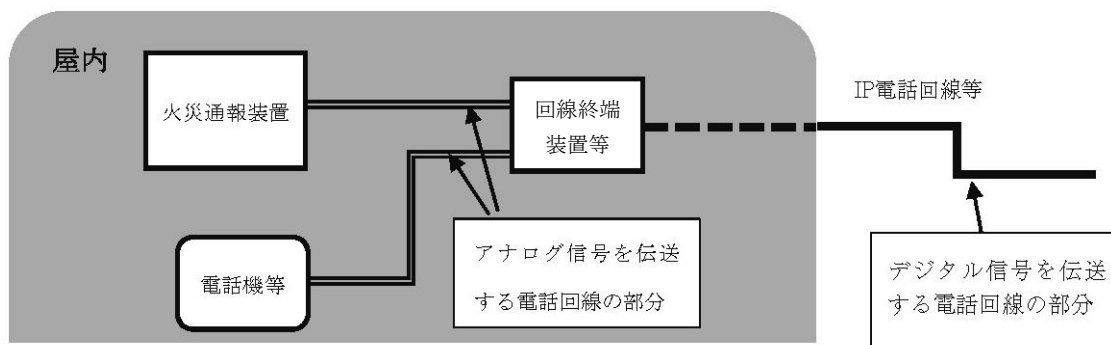 屋内
火災通報装置
回線終端
装置等
IP電話回線等
電話機等
アナログ信号を伝送
する電話回線の部分
デジタル信号を伝送
する電話回線の部分